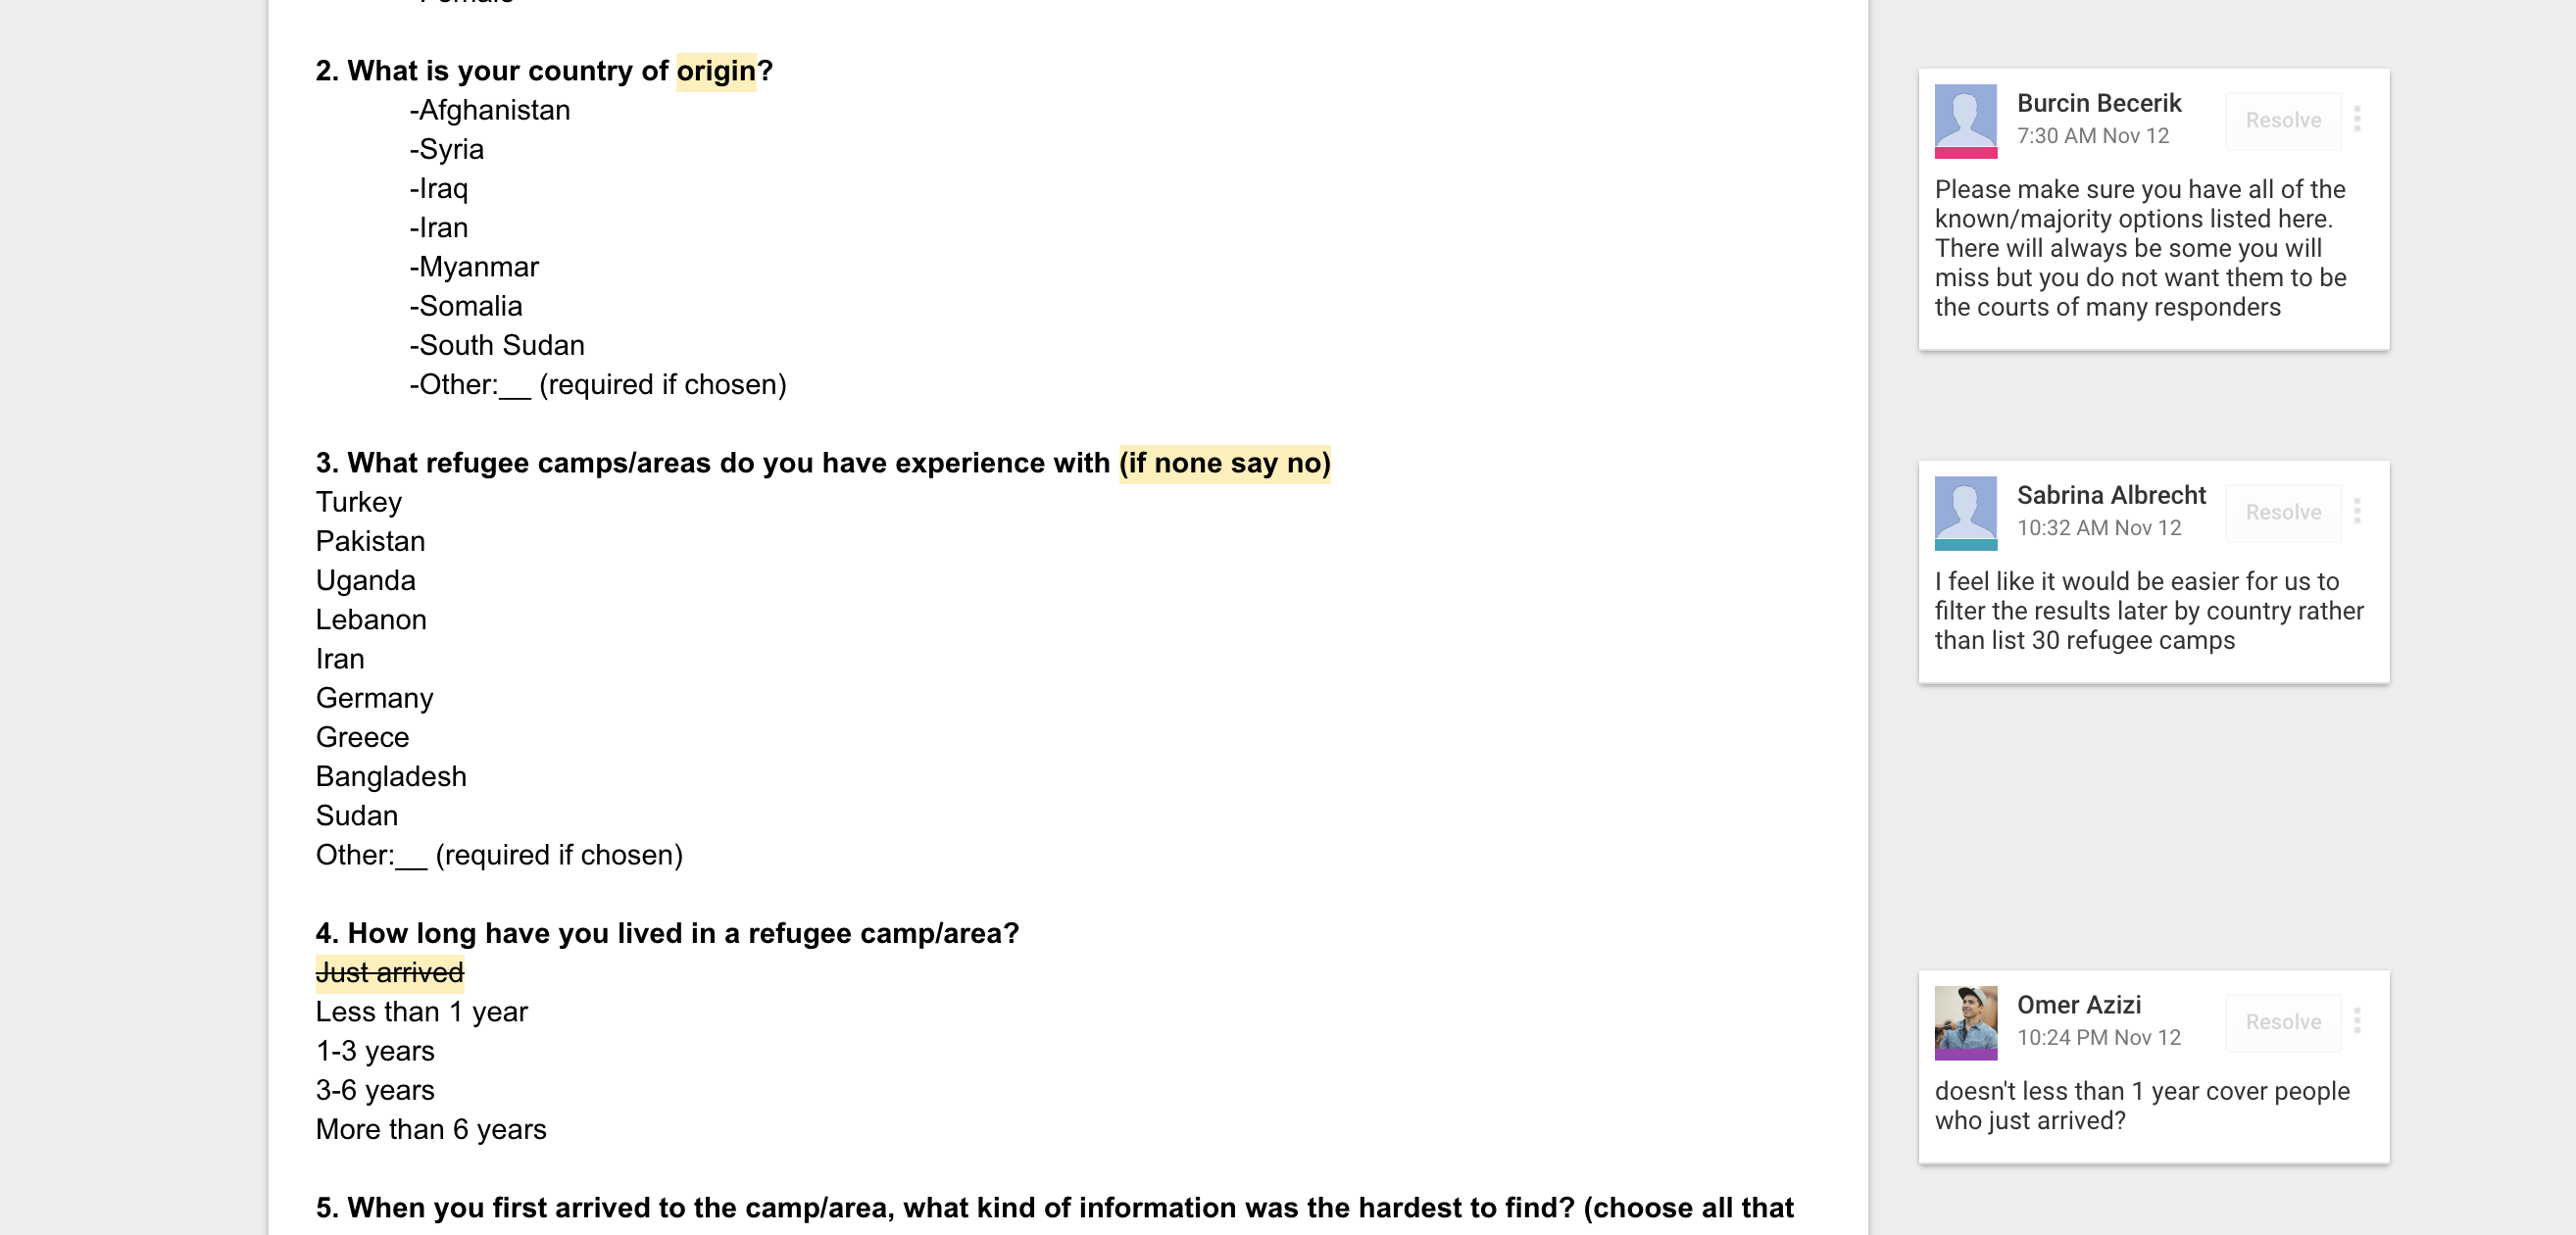 2. What is your country of origin?
-Afghanistan
-Syria
-Iraq
-Iran
-Myanmar
-Somalia
-South Sudan
-Other:__ (required if chosen)
3. What refugee camps/areas do you have experience with (if none say no)
Turkey
Pakistan
Uganda
Lebanon
Iran
Germany
Greece
Bangladesh
Sudan
Other:__ (required if chosen)
4. How long have you lived in a refugee camp/area?
Just arrived
Less than 1 year
1-3 years
3-6 years
More than 6 years
5. When you first arrived to the camp/area, what kind of information was the hardest to find? (choose all that
Burcin Becerik
Resolve
7:30 AM Nov 12
Please make sure you have all of the
known/majority options listed here.
There will always be some you will
miss but you do not want them to be
the courts of many responders
Sabrina Albrecht
Resolve
10:32 AM Nov 12
I feel like it would be easier for us to
filter the results later by country rather
than list 30 refugee camps
Omer Azizi
Resolve
10:24 PM Nov 12
doesn't less than 1 year cover people
who just arrived?